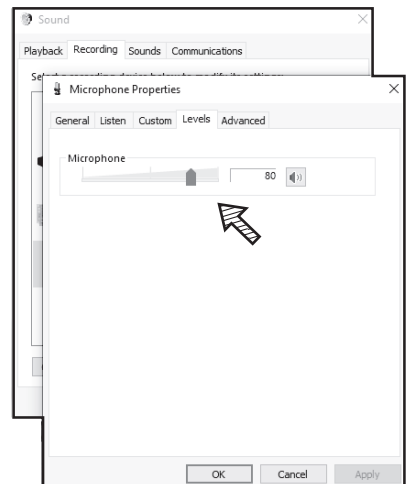 Sound
Playback Recording Sounds Communications
Microphone Properties
General Listen Custom Levels Advanced
Microphone
80
OK Cancel Apply